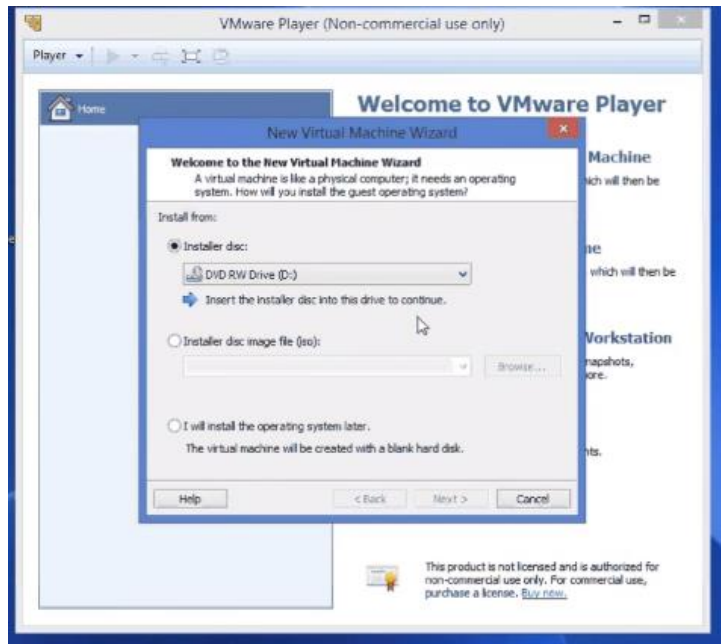 VMware Player (Non-commercial use only)
Player
Home
Welcome to VMware Player
New Virtual Machine Wizard
Machine
which will then be
Welcome to the New Virtual Machine Wizard
A virtual machine is like a physical computer; it needs an operating
system. How will you install the guest operating system?
Install from:
Installer disc:
DVD RW Drive (D:)
which will then be
Insert the installer disc into this drive to continue.
Installer disc image file (iso):
Browse...
Workstation
napshots,
ore.
I will install the operating system later.
The virtual machine will be created with a blank hard disk.
nts.
Help
< Back
Next >
Cancel
This product is not licensed and is authorized for
non-commercial use only. For commercial use,
purchase a license. Buy now.